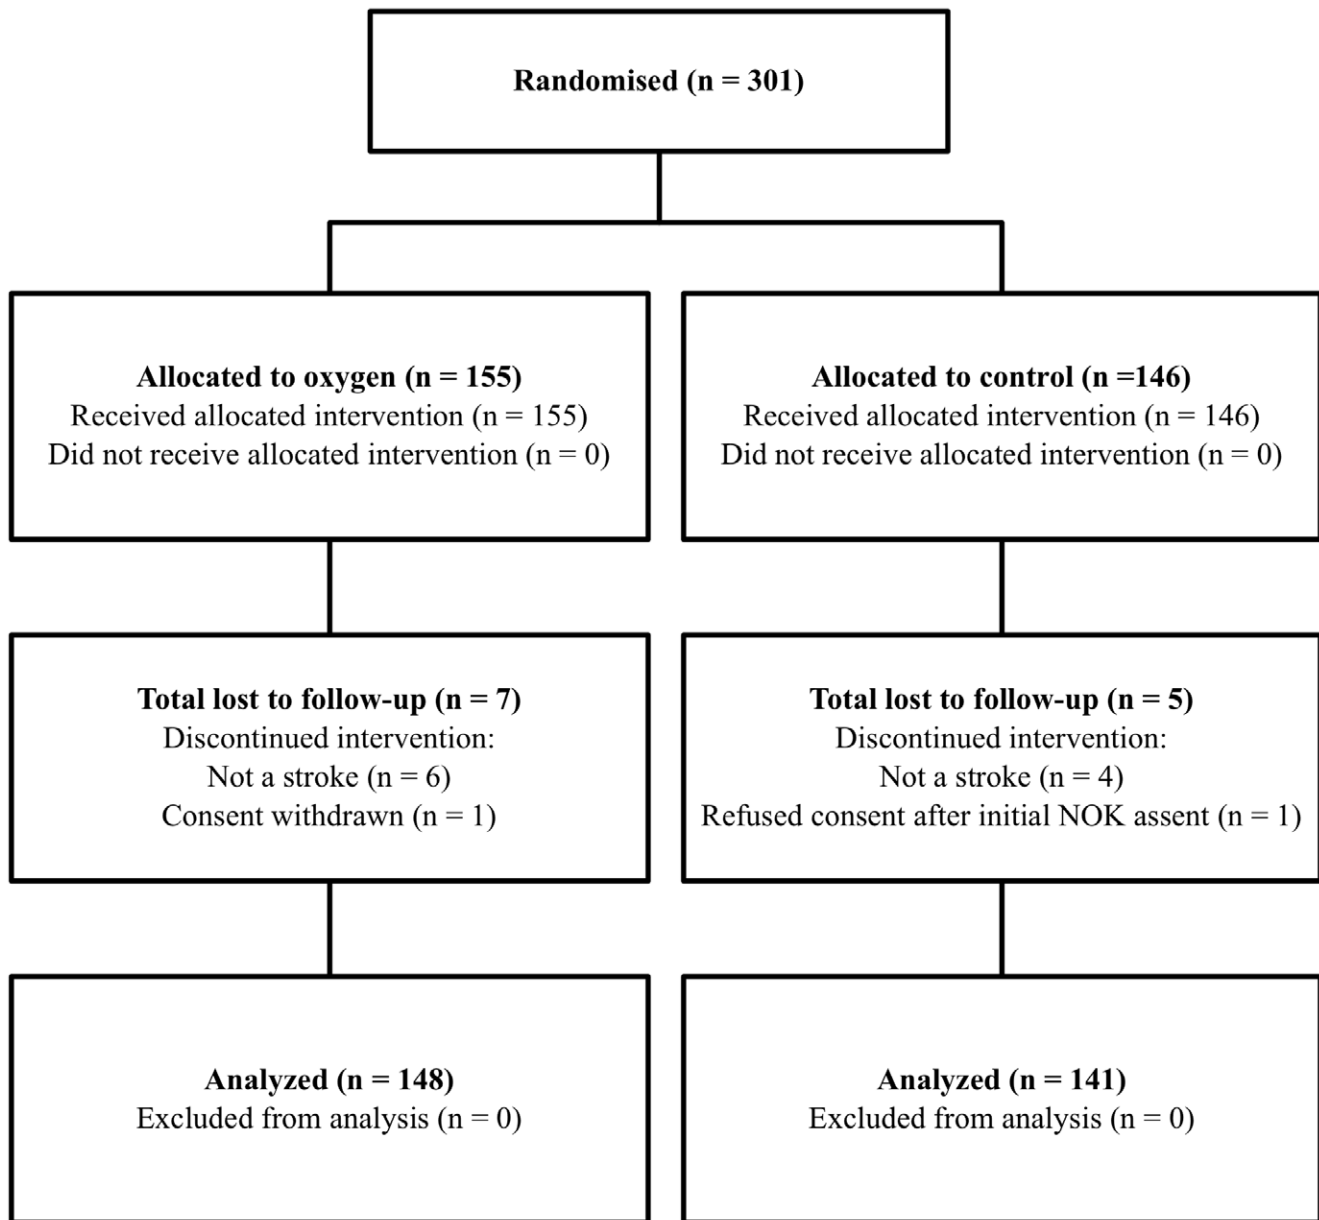 Randomised (n = 301)
Allocated to oxygen (n = 155)
Received allocated intervention (n = 155)
Did not receive allocated intervention (n = 0)
Allocated to control (n =146)
Received allocated intervention (n = 146)
Did not receive allocated intervention (n = 0)
Total lost to follow-up (n = 7)
Discontinued intervention:
Not a stroke (n = 6)
Consent withdrawn (n = 1)
Total lost to follow-up (n = 5)
Discontinued intervention:
Not a stroke (n = 4)
Refused consent after initial NOK assent (n = 1)
Analyzed (n = 148)
Excluded from analysis (n = 0)
Analyzed (n = 141)
Excluded from analysis (n = 0)